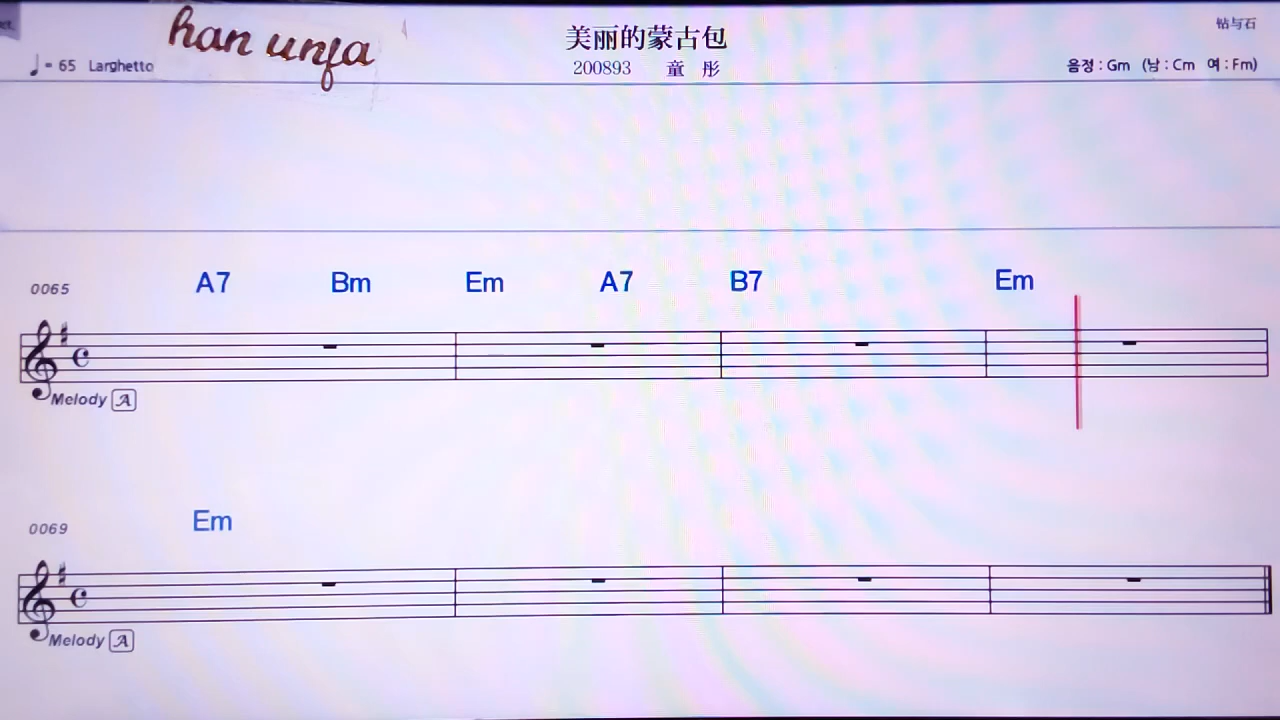 han unfa
美丽的蒙古包
钻与石
♩ = 65 Larghetto
200893 童 彤
음정 : Gm (남 : Cm 여 : Fm)
0065 A7 Bm Em A7 B7 Em
Melody A
0069 Em
Melody A